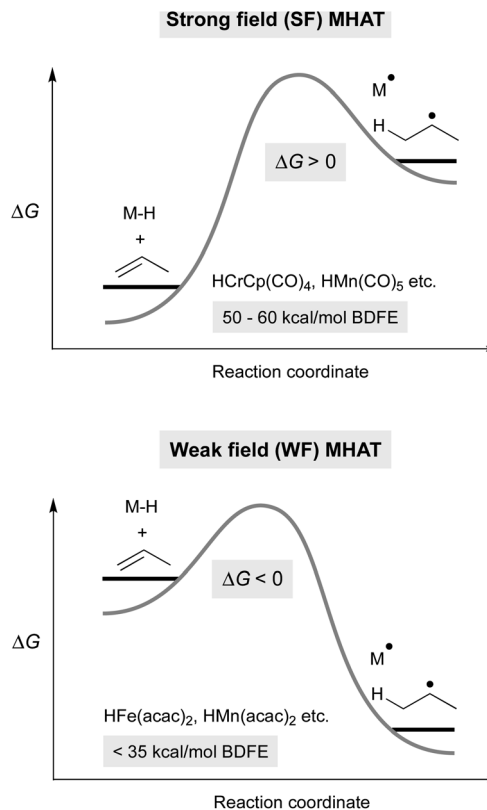 Strong field (SF) MHAT
M•
H
ΔG > 0
ΔG
M-H
+
HCrCp(CO)₄, HMn(CO)₅ etc.
50 - 60 kcal/mol BDFE
Reaction coordinate
Weak field (WF) MHAT
M-H
+
ΔG < 0
ΔG
M•
H
HFe(acac)₂, HMn(acac)₂ etc.
< 35 kcal/mol BDFE
Reaction coordinate